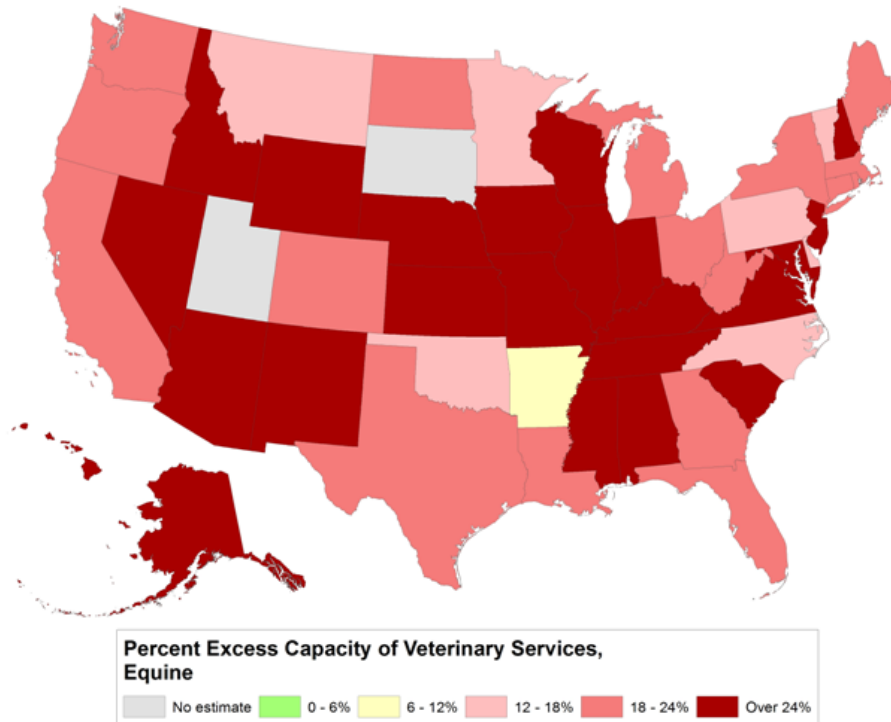 Percent Excess Capacity of Veterinary Services,
Equine
No estimate 0 - 6% 6 - 12% 12 - 18% 18 - 24% Over 24%